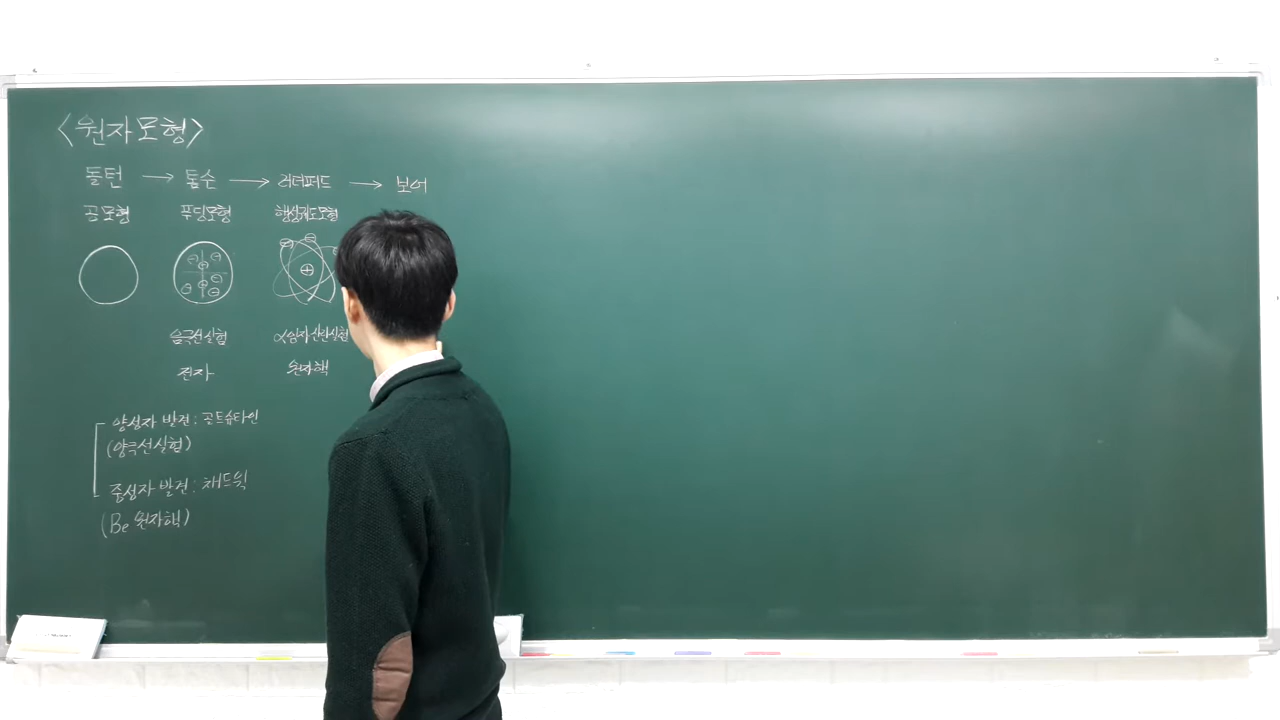 <원자모형>
돌턴 → 톰슨 → 러더퍼드 → 보어
공모형 푸딩모형 행성궤도모형
음극선실험 α입자산란실험
전자 원자핵
양성자 발견 : 골트슈타인
(양극선실험)
중성자 발견 : 채드윅
(Be 원자핵)